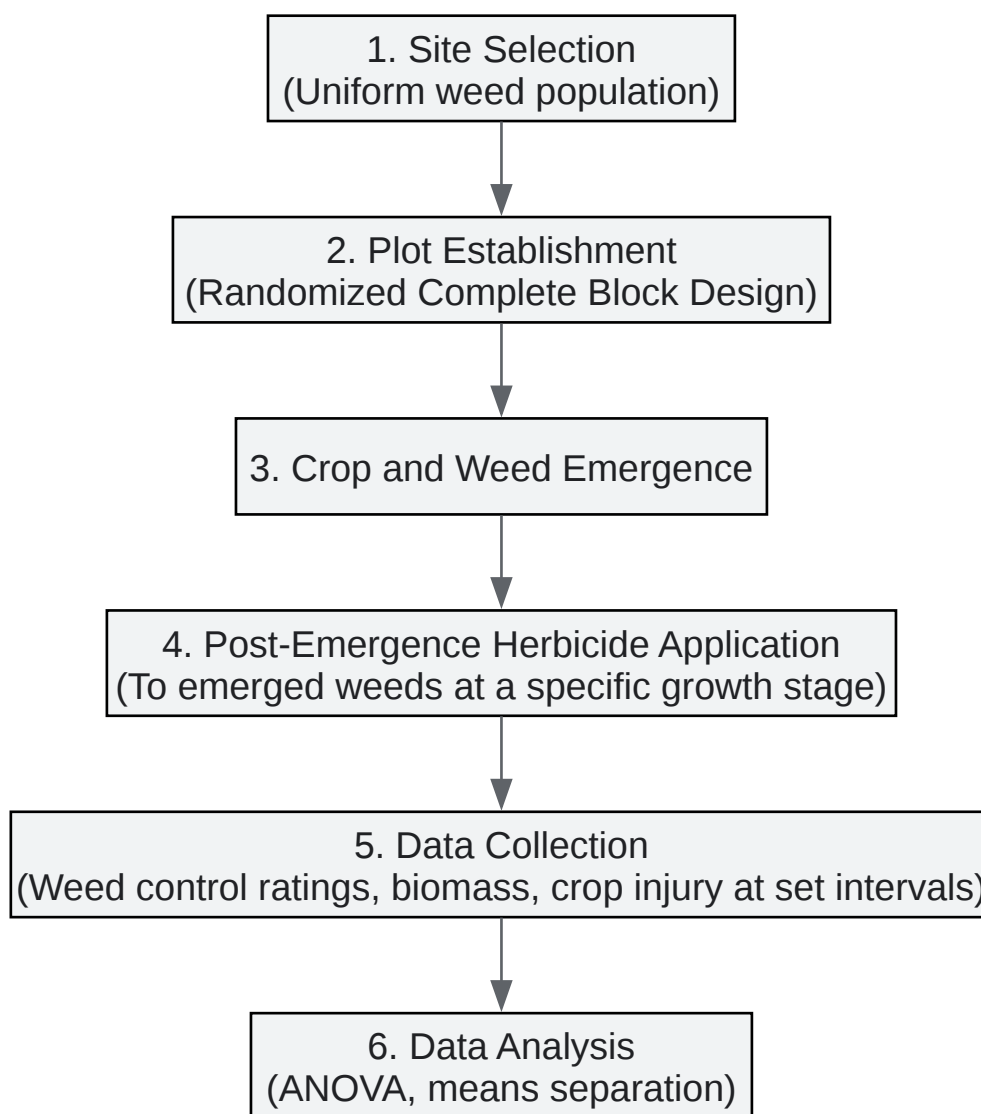 1. Site Selection
(Uniform weed population)
2. Plot Establishment
(Randomized Complete Block Design)
3. Crop and Weed Emergence
4. Post-Emergence Herbicide Application
(To emerged weeds at a specific growth stage)
5. Data Collection
(Weed control ratings, biomass, crop injury at set intervals)
6. Data Analysis
(ANOVA, means separation)